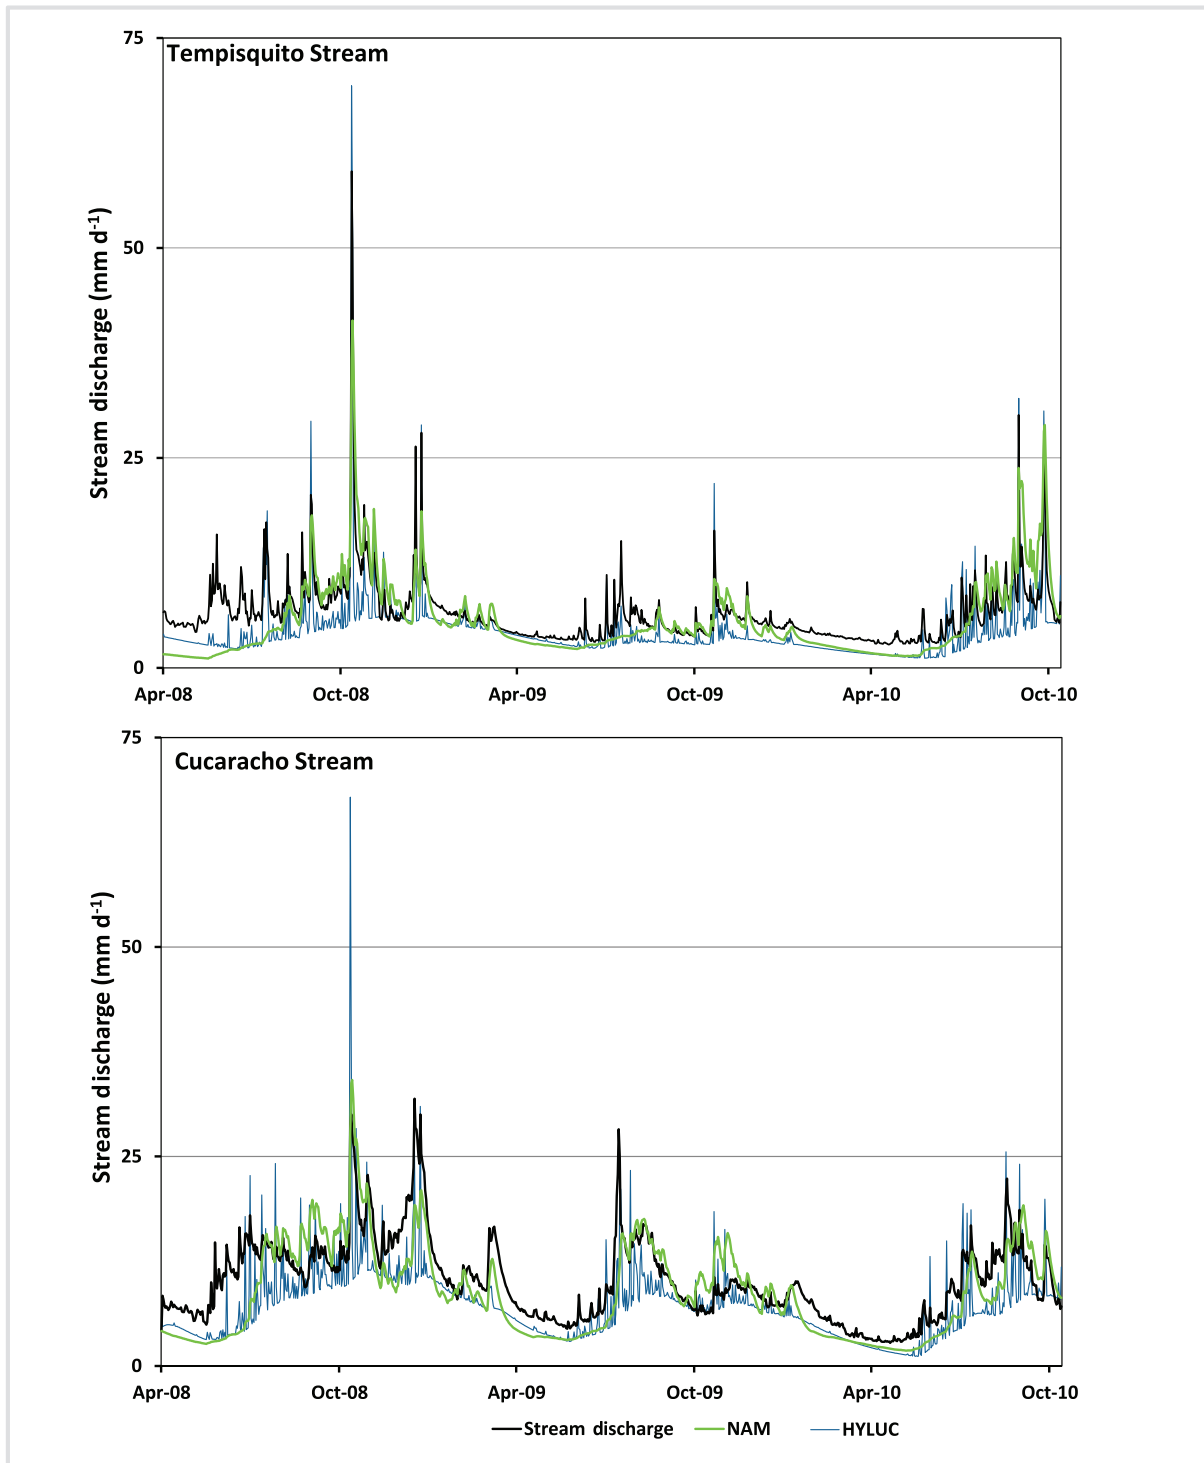 75
Tempisquito Stream
50
25
0
Stream discharge (mm d-1)
Apr-08 Oct-08 Apr-09 Oct-09 Apr-10 Oct-10
75
Cucaracho Stream
50
25
0
Stream discharge (mm d-1)
Apr-08 Oct-08 Apr-09 Oct-09 Apr-10 Oct-10
Stream discharge NAM HYLUC